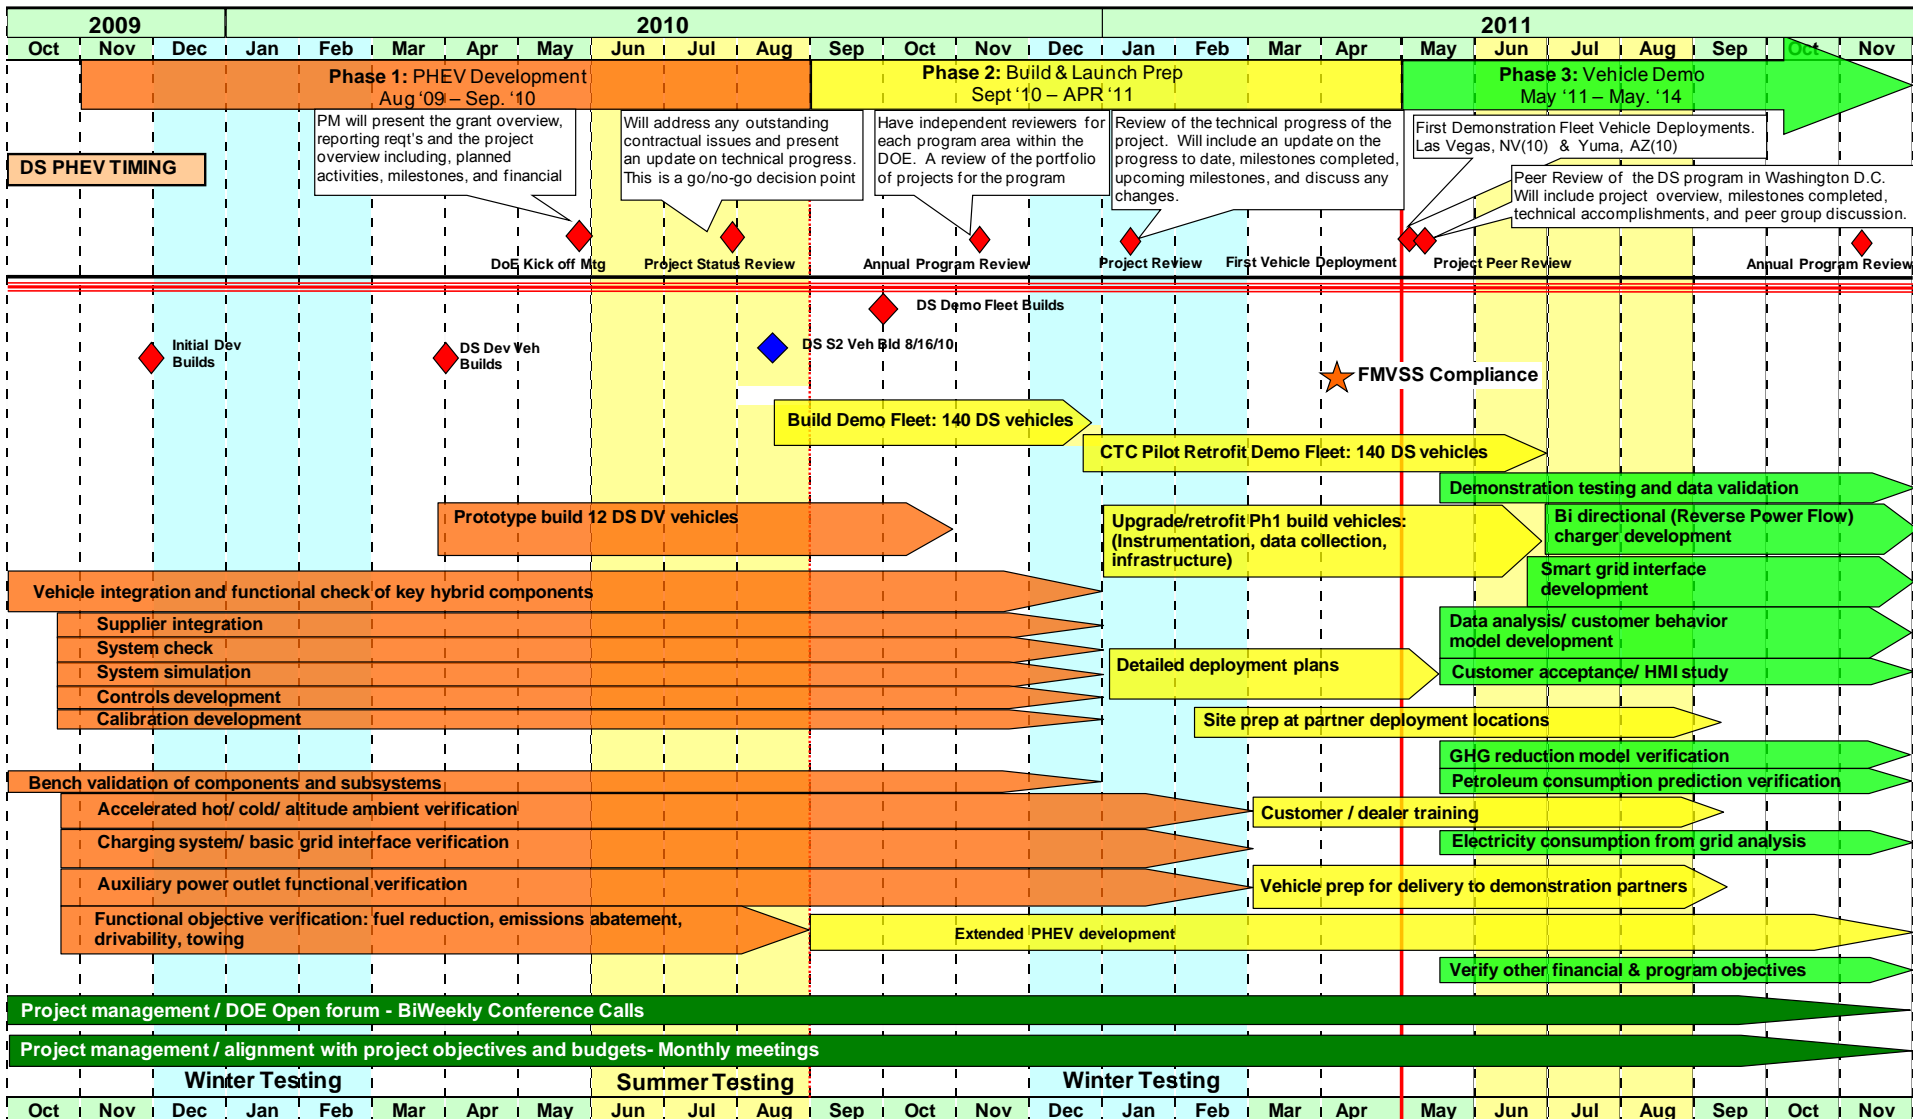 2009
2010
2011
Oct Nov Dec Jan Feb Mar Apr May Jun Jul Aug Sep Oct Nov Dec Jan Feb Mar Apr May Jun Jul Aug Sep Oct Nov
Phase 1: PHEV Development
Aug '09 – Sep. '10
Phase 2: Build & Launch Prep
Sept '10 – APR '11
Phase 3: Vehicle Demo
May '11 – May. '14
DS PHEV TIMING
PM will present the grant overview,
reporting reqt's and the project
overview including, planned
activities, milestones, and financial
Will address any outstanding
contractual issues and present
an update on technical progress.
This is a go/no-go decision point
Have independent reviewers for
each program area within the
DOE. A review of the portfolio
of projects for the program
Review of the technical progress of the
project. Will include an update on the
progress to date, milestones completed,
upcoming milestones, and discuss any
changes.
First Demonstration Fleet Vehicle Deployments.
Las Vegas, NV(10) & Yuma, AZ(10)
Peer Review of the DS program in Washington D.C.
Will include project overview, milestones completed,
technical accomplishments, and peer group discussion.
DoE Kick off Mtg
Project Status Review
Annual Program Review
Project Review
First Vehicle Deployment
Project Peer Review
Annual Program Review
DS Demo Fleet Builds
Initial Dev
Builds
DS Dev Veh
Builds
DS S2 Veh Bld 8/16/10
FMVSS Compliance
Build Demo Fleet: 140 DS vehicles
CTC Pilot Retrofit Demo Fleet: 140 DS vehicles
Demonstration testing and data validation
Prototype build 12 DS DV vehicles
Upgrade/retrofit Ph1 build vehicles:
(Instrumentation, data collection,
infrastructure)
Bi directional (Reverse Power Flow)
charger development
Vehicle integration and functional check of key hybrid components
Smart grid interface
development
Supplier integration
Data analysis/ customer behavior
model development
System check
Detailed deployment plans
System simulation
Customer acceptance/ HMI study
Controls development
Calibration development
Site prep at partner deployment locations
GHG reduction model verification
Bench validation of components and subsystems
Petroleum consumption prediction verification
Accelerated hot/ cold/ altitude ambient verification
Customer / dealer training
Charging system/ basic grid interface verification
Electricity consumption from grid analysis
Auxiliary power outlet functional verification
Vehicle prep for delivery to demonstration partners
Functional objective verification: fuel reduction, emissions abatement,
drivability, towing
Extended PHEV development
Verify other financial & program objectives
Project management / DOE Open forum - BiWeekly Conference Calls
Project management / alignment with project objectives and budgets- Monthly meetings
Winter Testing
Summer Testing
Winter Testing
Oct Nov Dec Jan Feb Mar Apr May Jun Jul Aug Sep Oct Nov Dec Jan Feb Mar Apr May Jun Jul Aug Sep Oct Nov